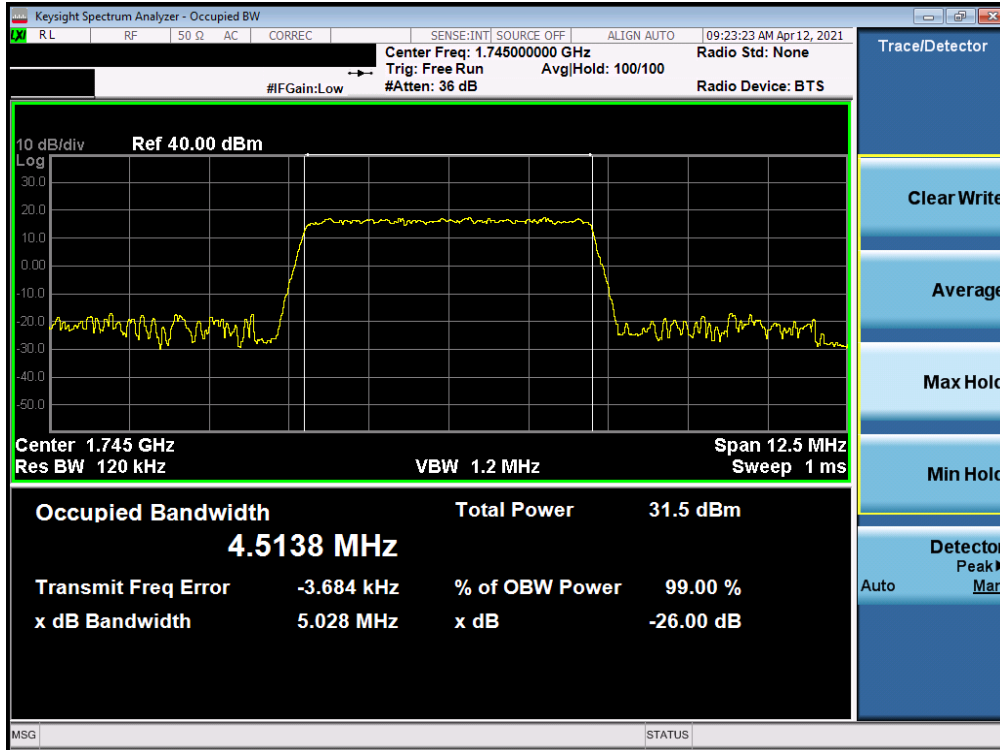 Keysight Spectrum Analyzer - Occupied BW
LXI RL RF 50 Ω AC CORREC SENSE:INT SOURCE OFF ALIGN AUTO 09:23:23 AM Apr 12, 2021
Center Freq: 1.745000000 GHz Radio Std: None
Trig: Free Run Avg|Hold: 100/100
#IFGain:Low #Atten: 36 dB Radio Device: BTS
Trace/Detector
10 dB/div Ref 40.00 dBm
Log
30.0
20.0
10.0
0.00
-10.0
-20.0
-30.0
-40.0
-50.0
Center 1.745 GHz Span 12.5 MHz
Res BW 120 kHz VBW 1.2 MHz Sweep 1 ms
Occupied Bandwidth Total Power 31.5 dBm
4.5138 MHz
Transmit Freq Error -3.684 kHz % of OBW Power 99.00 %
x dB Bandwidth 5.028 MHz x dB -26.00 dB
Clear Write
Average
Max Hold
Min Hold
Detector
Peak
Auto Man
MSG STATUS